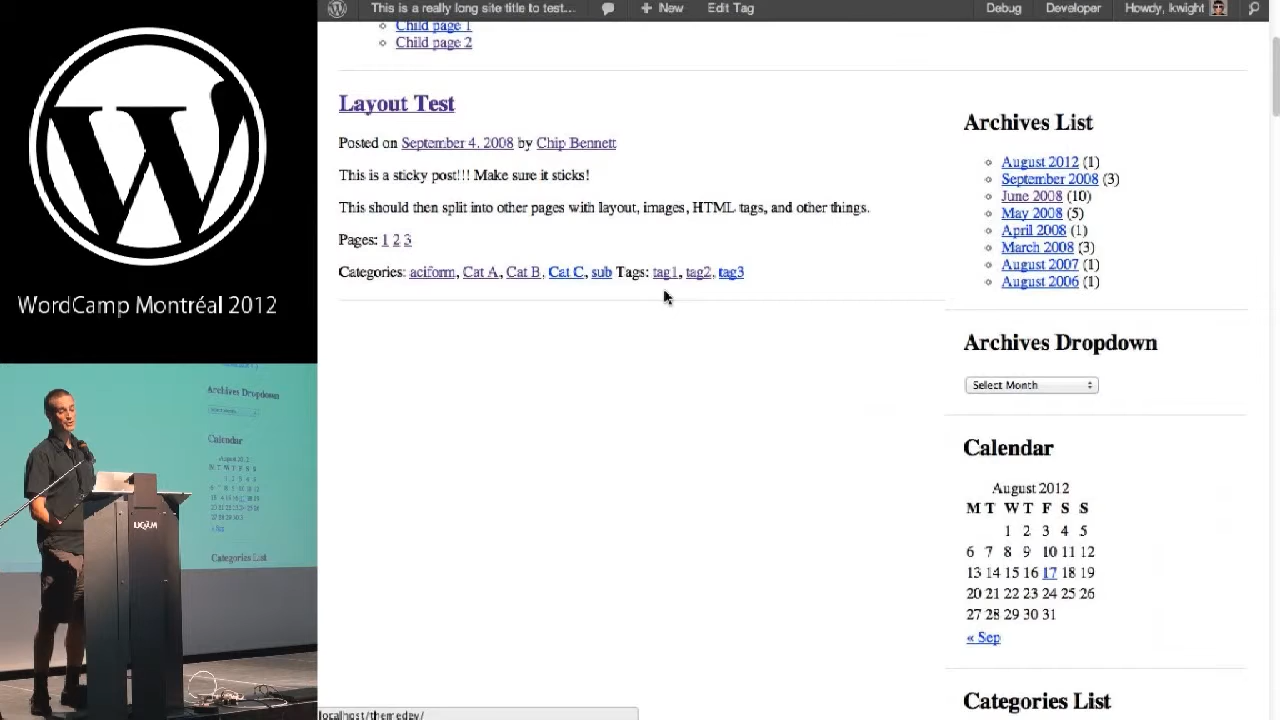 This is a really long site title to test...
+ New
Edit Tag
Debug
Developer
Howdy, kwight
Child page 1
Child page 2
Layout Test
Posted on September 4, 2008 by Chip Bennett
This is a sticky post!!! Make sure it sticks!
This should then split into other pages with layout, images, HTML tags, and other things.
Pages: 1 2 3
Categories: aciform, Cat A, Cat B, Cat C, sub Tags: tag1, tag2, tag3
Archives List
August 2012 (1)
September 2008 (3)
June 2008 (10)
May 2008 (5)
April 2008 (1)
March 2008 (3)
August 2007 (1)
August 2006 (1)
Archives Dropdown
Select Month
Calendar
August 2012
M T W T F S S
1 2 3 4 5
6 7 8 9 10 11 12
13 14 15 16 17 18 19
20 21 22 23 24 25 26
27 28 29 30 31
« Sep
Categories List
localhost/themedev/
W
WordCamp Montréal 2012
Archives Dropdown
Calendar
Categories List
UQAM